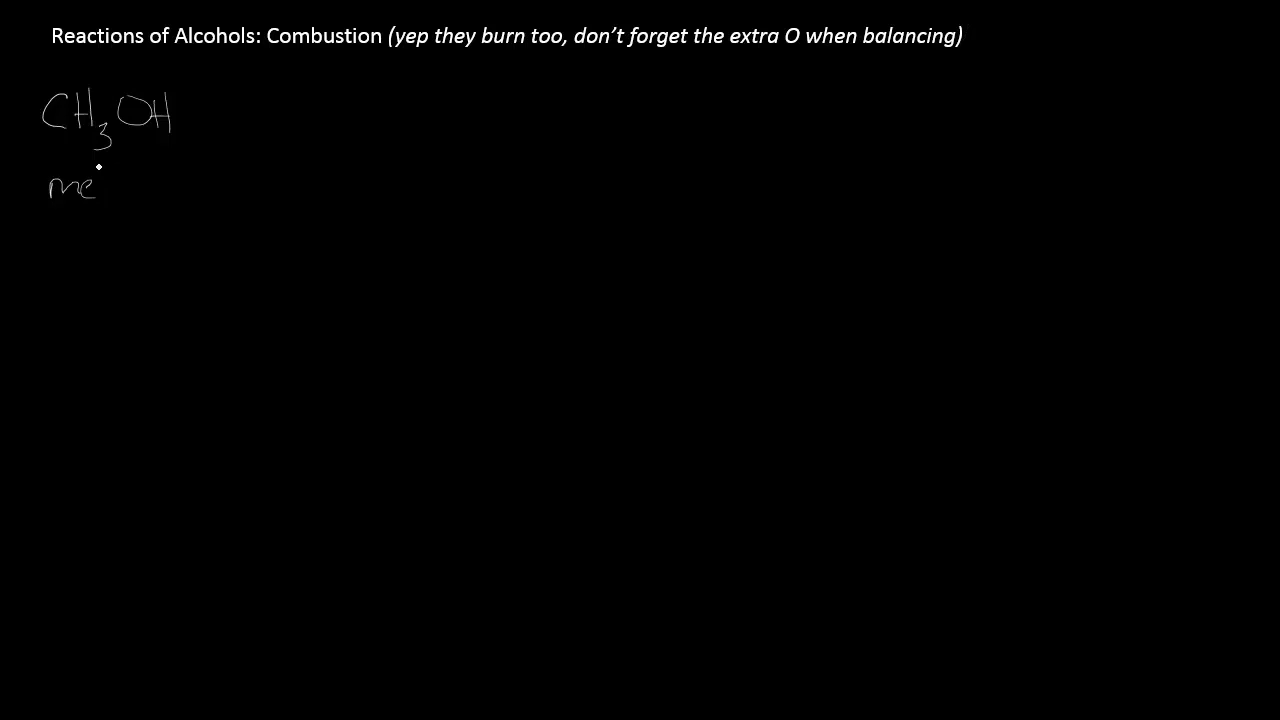 Reactions of Alcohols: Combustion (yep they burn too, don’t forget the extra O when balancing)
CH3OH
me